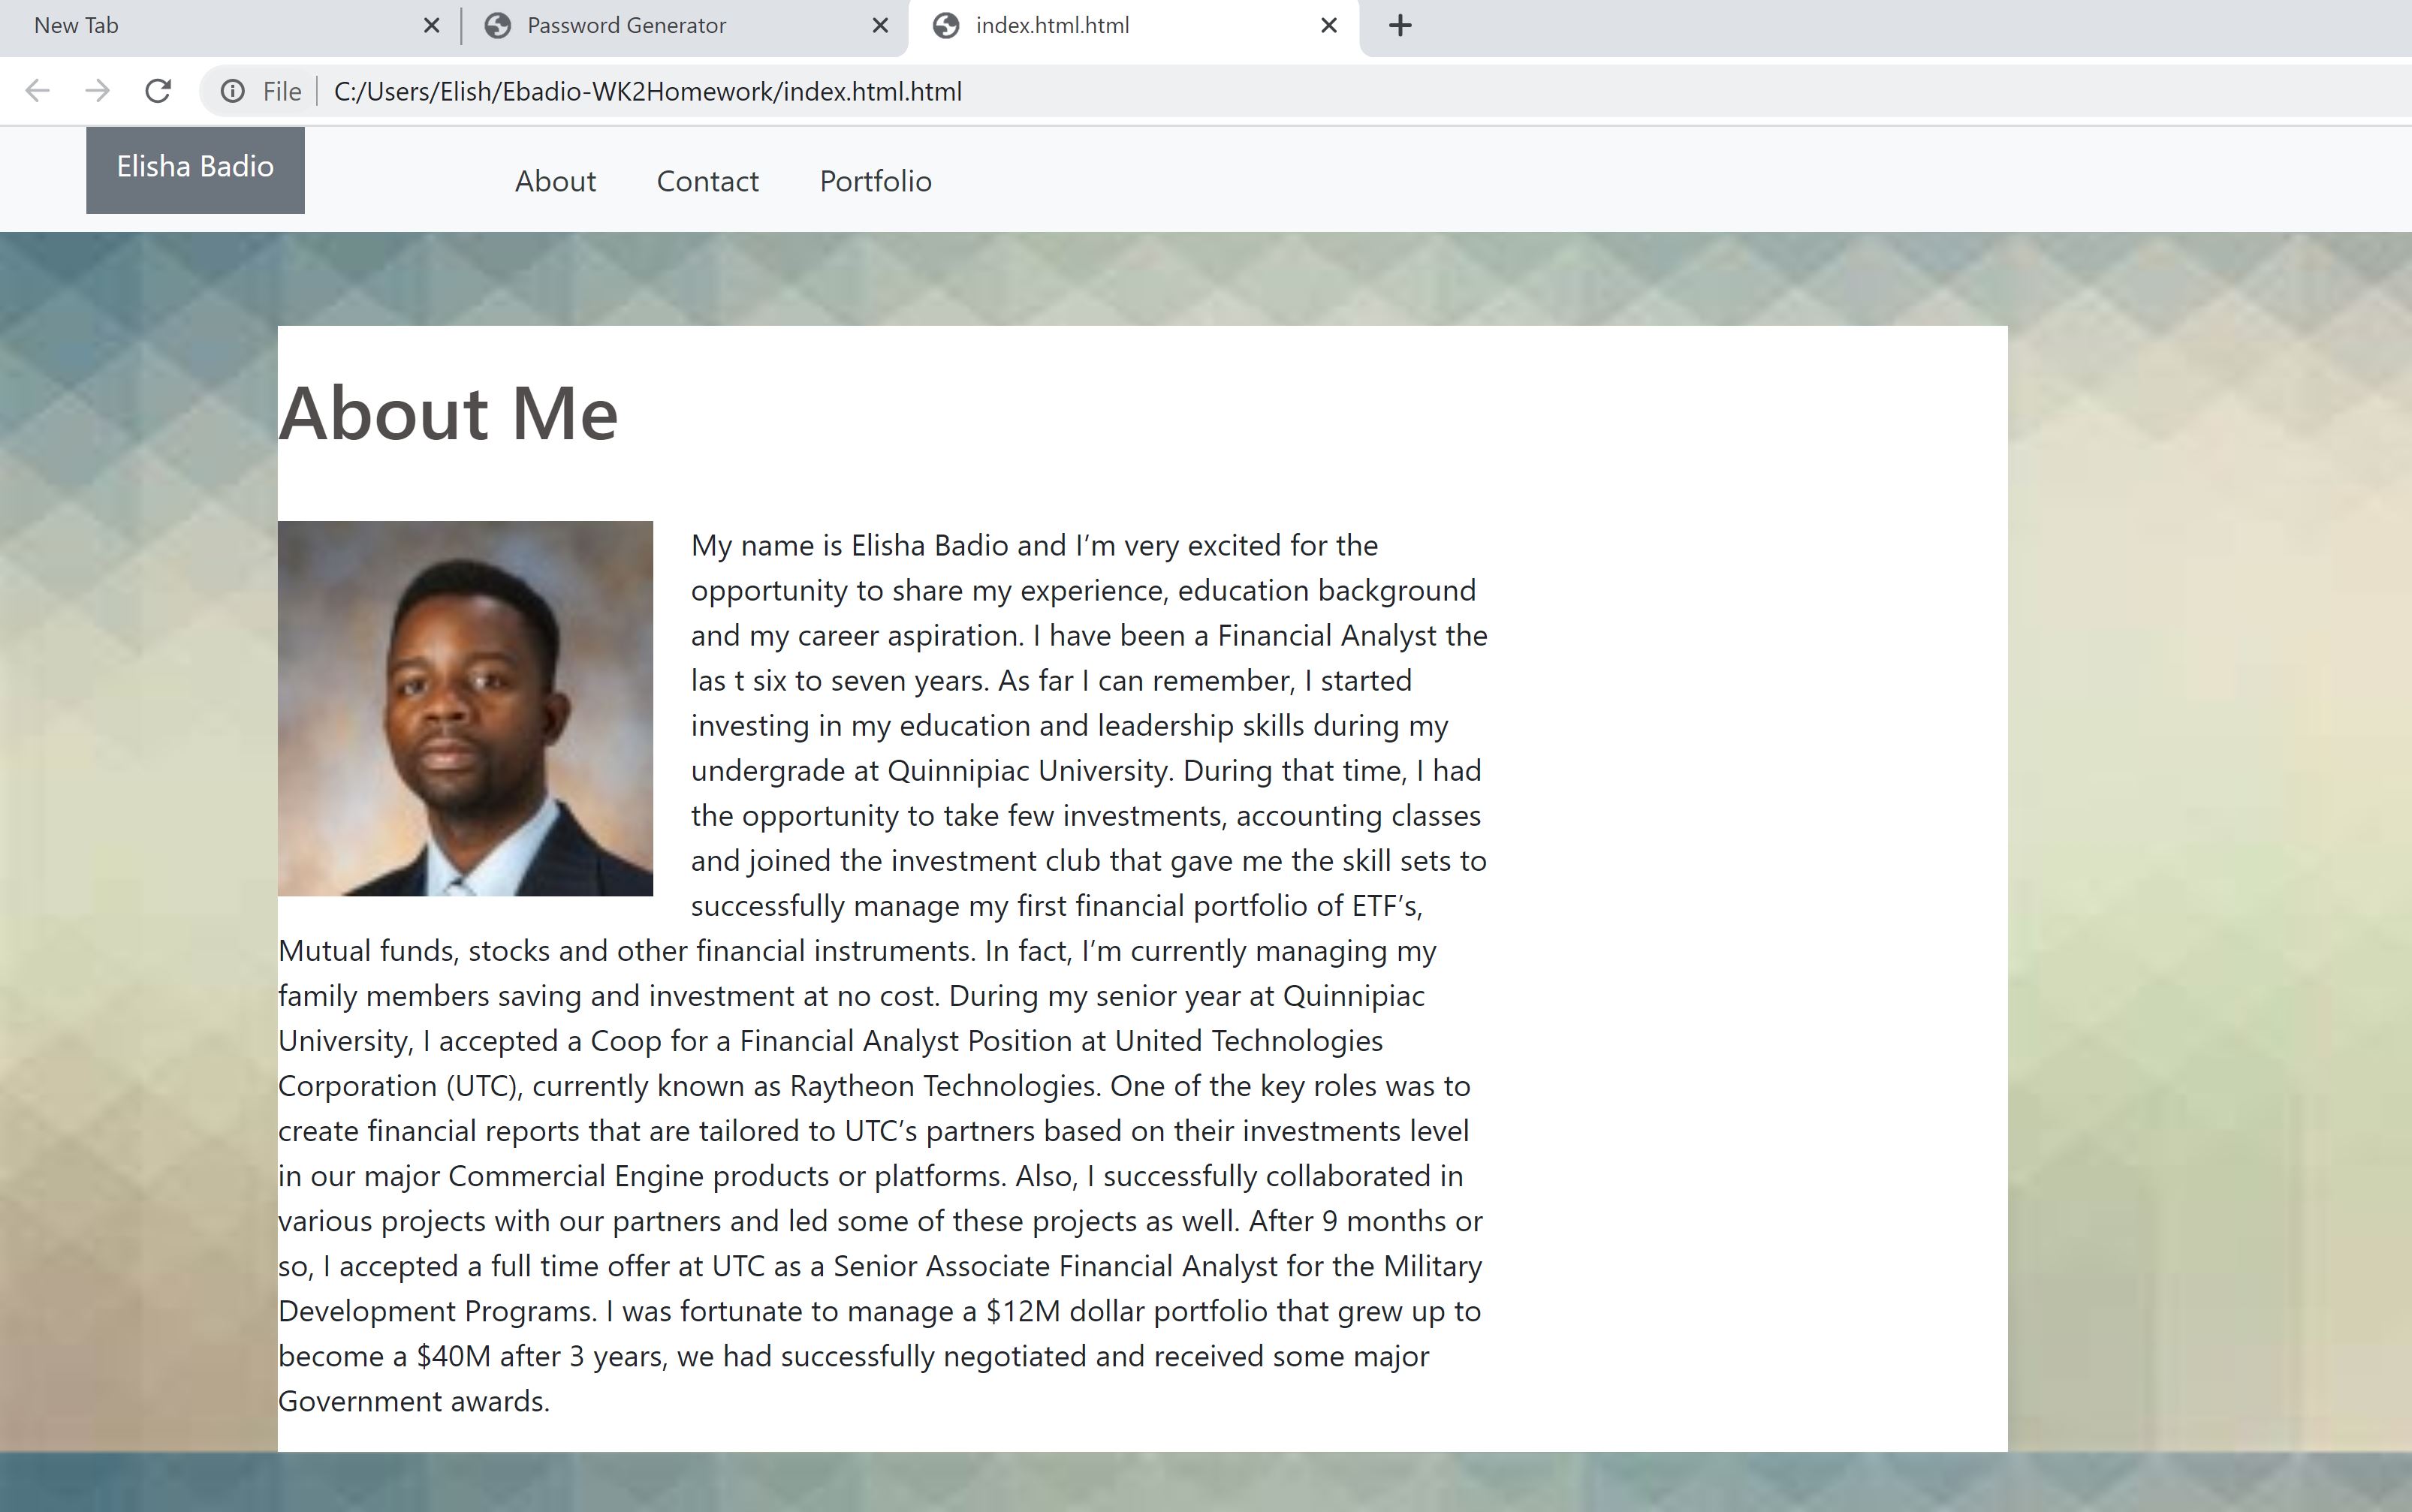 New Tab
Password Generator
index.html.html
File
C:/Users/Elish/Ebadio-WK2Homework/index.html.html
Elisha Badio
About
Contact
Portfolio
About Me
My name is Elisha Badio and I’m very excited for the
opportunity to share my experience, education background
and my career aspiration. I have been a Financial Analyst the
las t six to seven years. As far I can remember, I started
investing in my education and leadership skills during my
undergrade at Quinnipiac University. During that time, I had
the opportunity to take few investments, accounting classes
and joined the investment club that gave me the skill sets to
successfully manage my first financial portfolio of ETF’s,
Mutual funds, stocks and other financial instruments. In fact, I’m currently managing my
family members saving and investment at no cost. During my senior year at Quinnipiac
University, I accepted a Coop for a Financial Analyst Position at United Technologies
Corporation (UTC), currently known as Raytheon Technologies. One of the key roles was to
create financial reports that are tailored to UTC’s partners based on their investments level
in our major Commercial Engine products or platforms. Also, I successfully collaborated in
various projects with our partners and led some of these projects as well. After 9 months or
so, I accepted a full time offer at UTC as a Senior Associate Financial Analyst for the Military
Development Programs. I was fortunate to manage a $12M dollar portfolio that grew up to
become a $40M after 3 years, we had successfully negotiated and received some major
Government awards.